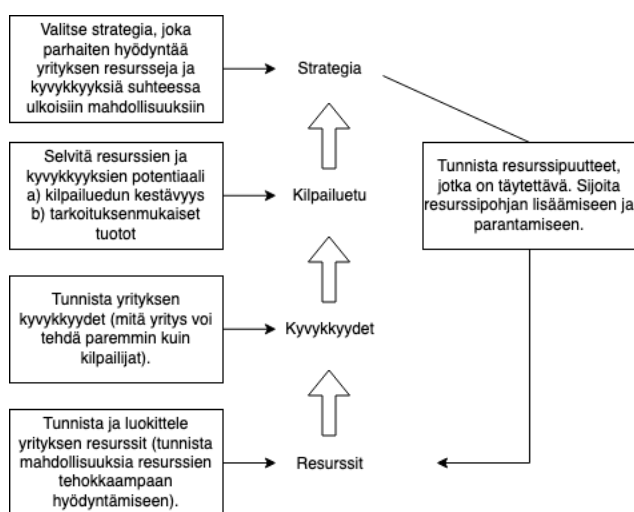 Valitse strategia, joka
parhaiten hyödyntää
yrityksen resursseja ja
kyvykkyyksiä suhteessa
ulkoisiin mahdollisuuksiin
Strategia
Selvitä resurssien ja
kyvykkyyksien potentiaali
a) kilpailuedun kestävyys
b) tarkoituksenmukaiset
tuotot
Kilpailuetu
Tunnista resurssipuutteet,
jotka on täytettävä. Sijoita
resurssipohjan lisäämiseen ja
parantamiseen.
Tunnista yrityksen
kyvykkyydet (mitä yritys voi
tehdä paremmin kuin
kilpailijat).
Kyvykkyydet
Tunnista ja luokittele
yrityksen resurssit (tunnista
mahdollisuuksia resurssien
tehokkaampaan
hyödyntämiseen).
Resurssit